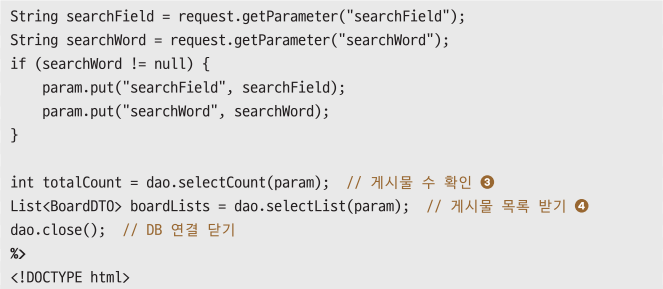 String searchField = request.getParameter("searchField");
String searchWord = request.getParameter("searchWord");
if (searchWord != null) {
    param.put("searchField", searchField);
    param.put("searchWord", searchWord);
}
int totalCount = dao.selectCount(param);  // 게시물 수 확인 ❸
List<BoardDTO> boardLists = dao.selectList(param);  // 게시물 목록 받기 ❹
dao.close();  // DB 연결 닫기
%>
<!DOCTYPE html>